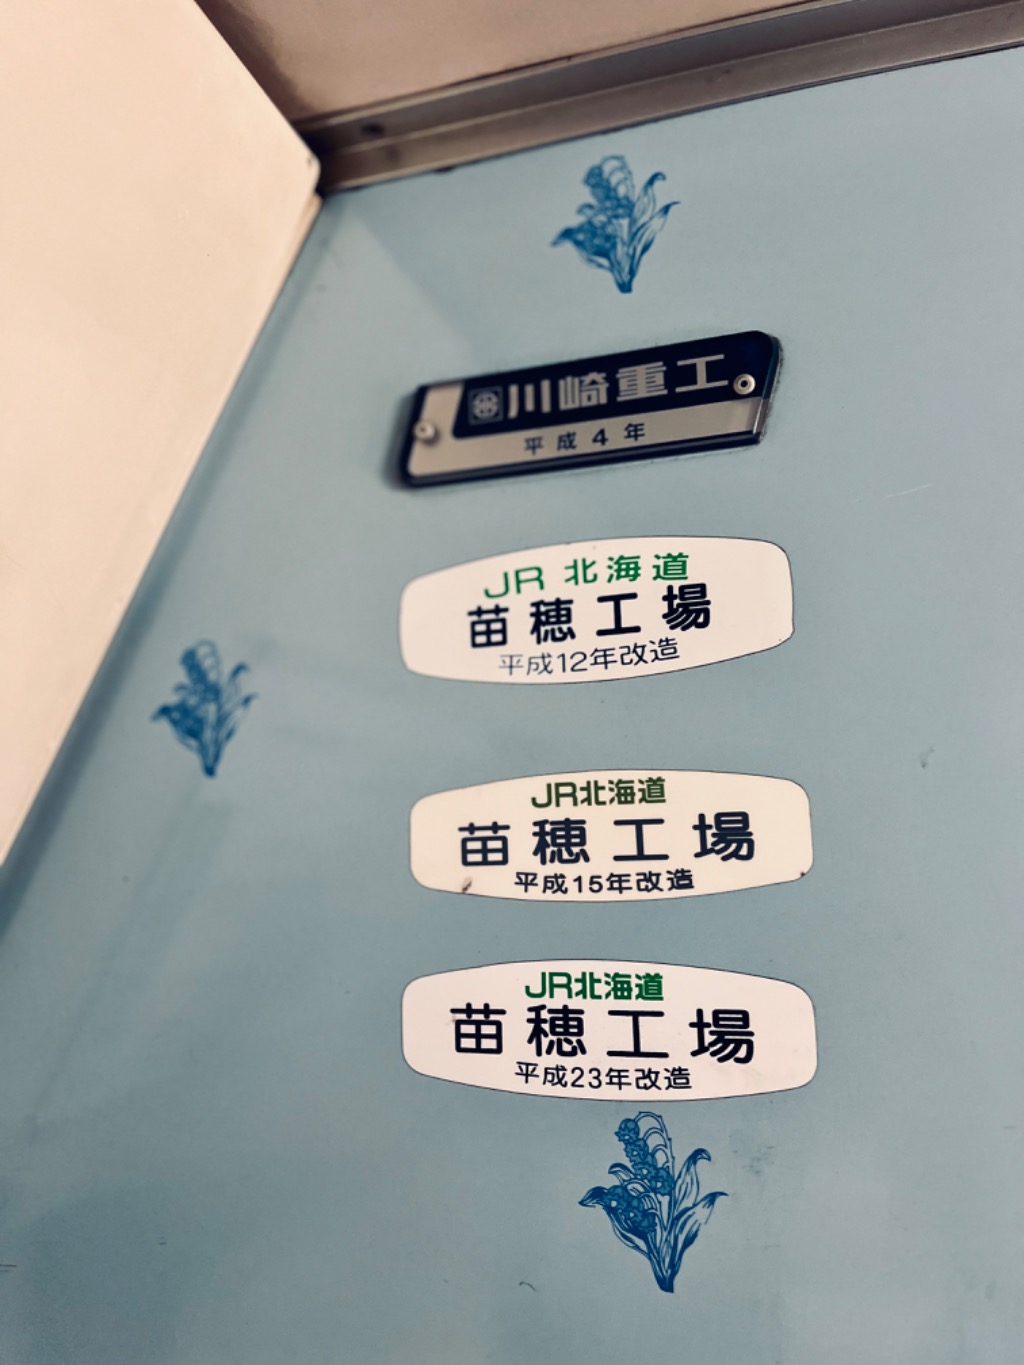 川崎重工
平成4年
JR 北海道
苗穂工場
平成12年改造
JR北海道
苗穂工場
平成15年改造
JR北海道
苗穂工場
平成23年改造